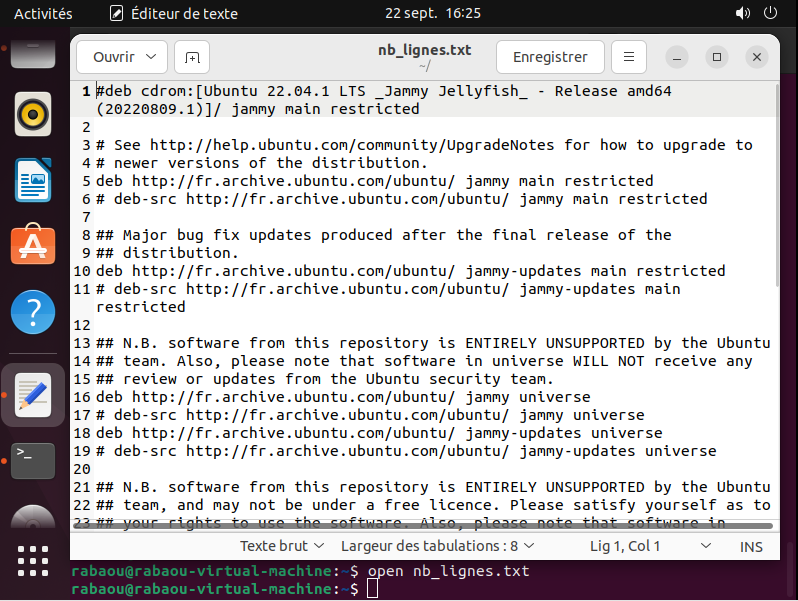 Activités Éditeur de texte 22 sept. 16:25
Ouvrir nb_lignes.txt Enregistrer
~/
1 #deb cdrom:[Ubuntu 22.04.1 LTS _Jammy Jellyfish_ - Release amd64
(20220809.1)]/ jammy main restricted
2
3 # See http://help.ubuntu.com/community/UpgradeNotes for how to upgrade to
4 # newer versions of the distribution.
5 deb http://fr.archive.ubuntu.com/ubuntu/ jammy main restricted
6 # deb-src http://fr.archive.ubuntu.com/ubuntu/ jammy main restricted
7
8 ## Major bug fix updates produced after the final release of the
9 ## distribution.
10 deb http://fr.archive.ubuntu.com/ubuntu/ jammy-updates main restricted
11 # deb-src http://fr.archive.ubuntu.com/ubuntu/ jammy-updates main
restricted
12
13 ## N.B. software from this repository is ENTIRELY UNSUPPORTED by the Ubuntu
14 ## team. Also, please note that software in universe WILL NOT receive any
15 ## review or updates from the Ubuntu security team.
16 deb http://fr.archive.ubuntu.com/ubuntu/ jammy universe
17 # deb-src http://fr.archive.ubuntu.com/ubuntu/ jammy universe
18 deb http://fr.archive.ubuntu.com/ubuntu/ jammy-updates universe
19 # deb-src http://fr.archive.ubuntu.com/ubuntu/ jammy-updates universe
20
21 ## N.B. software from this repository is ENTIRELY UNSUPPORTED by the Ubuntu
22 ## team, and may not be under a free licence. Please satisfy yourself as to
23 ## your rights to use the software. Also, please note that software in
Texte brut Largeur des tabulations : 8 Lig 1, Col 1 INS
rabaou@rabaou-virtual-machine:~$ open nb_lignes.txt
rabaou@rabaou-virtual-machine:~$